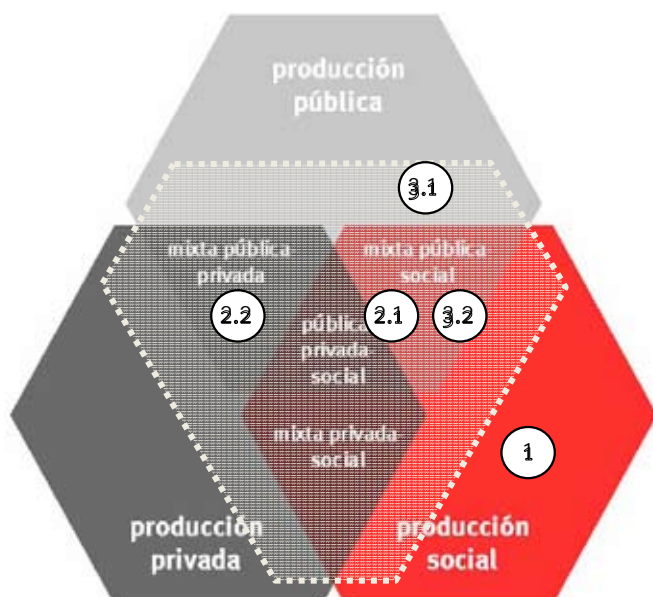 producción
pública
3.1
mixta pública
privada
mixta pública
social
2.2
2.1
3.2
pública
privada
social
mixta privada
social
1
producción
privada
producción
social